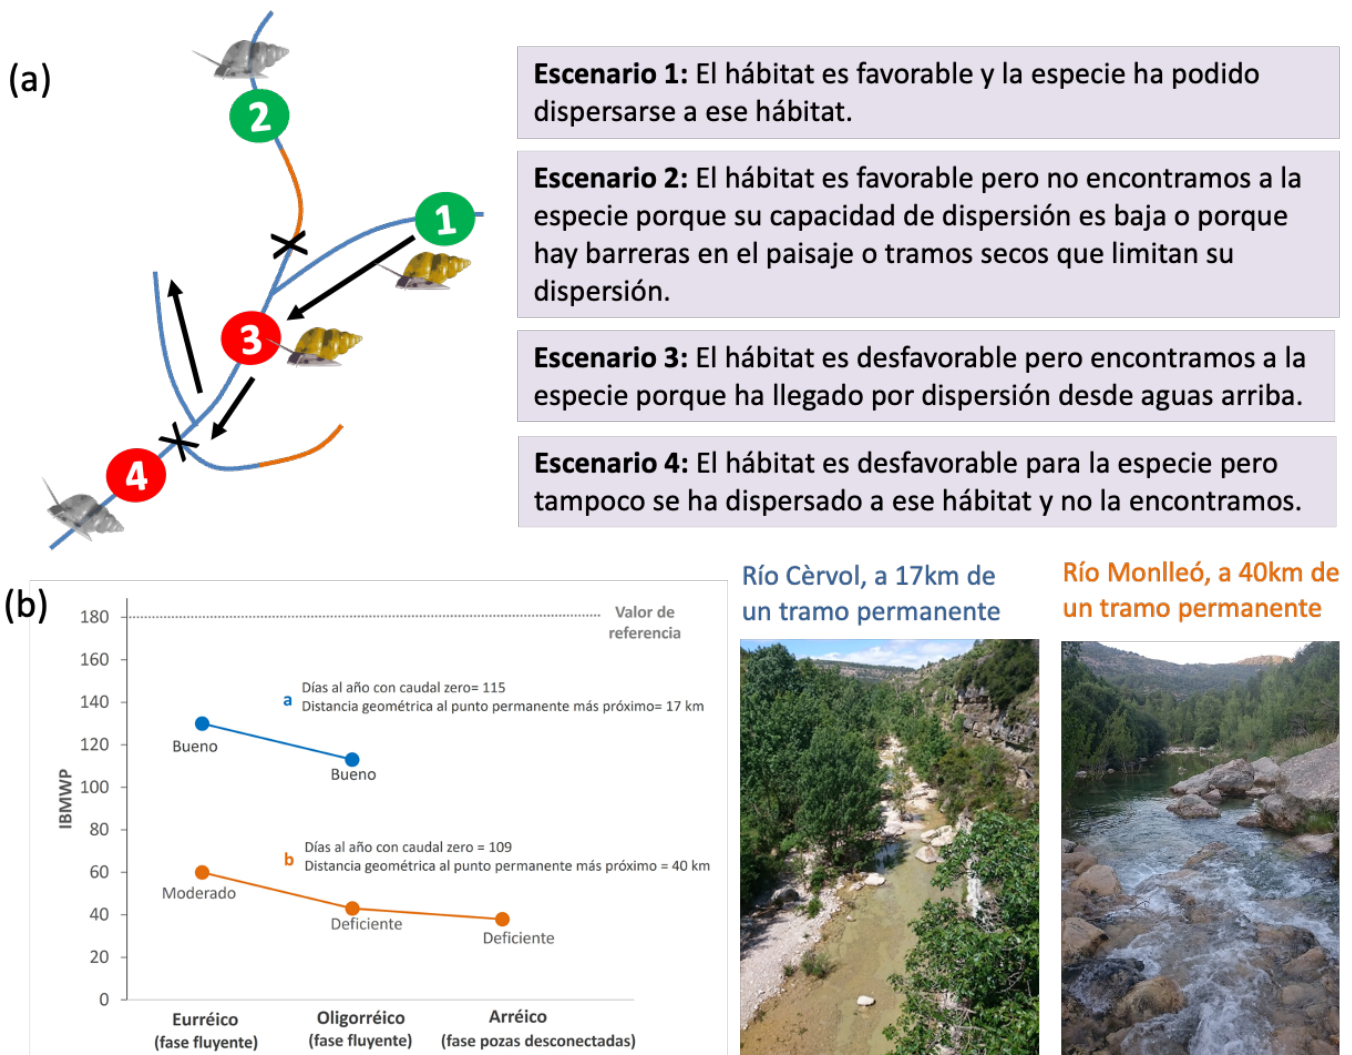 (a)
2
1
3
4
Escenario 1: El hábitat es favorable y la especie ha podido
dispersarse a ese hábitat.
Escenario 2: El hábitat es favorable pero no encontramos a la
especie porque su capacidad de dispersión es baja o porque
hay barreras en el paisaje o tramos secos que limitan su
dispersión.
Escenario 3: El hábitat es desfavorable pero encontramos a la
especie porque ha llegado por dispersión desde aguas arriba.
Escenario 4: El hábitat es desfavorable para la especie pero
tampoco se ha dispersado a ese hábitat y no la encontramos.
(b)
IBMWP
180
160
140
120
100
80
60
40
20
0
Valor de
referencia
a
Días al año con caudal zero= 115
Distancia geométrica al punto permanente más próximo= 17 km
Bueno
Bueno
b
Días al año con caudal zero = 109
Distancia geométrica al punto permanente más próximo = 40 km
Moderado
Deficiente
Deficiente
Eurréico
(fase fluyente)
Oligorréico
(fase fluyente)
Arréico
(fase pozas desconectadas)
Río Cèrvol, a 17km de
un tramo permanente
Río Monlleó, a 40km de
un tramo permanente